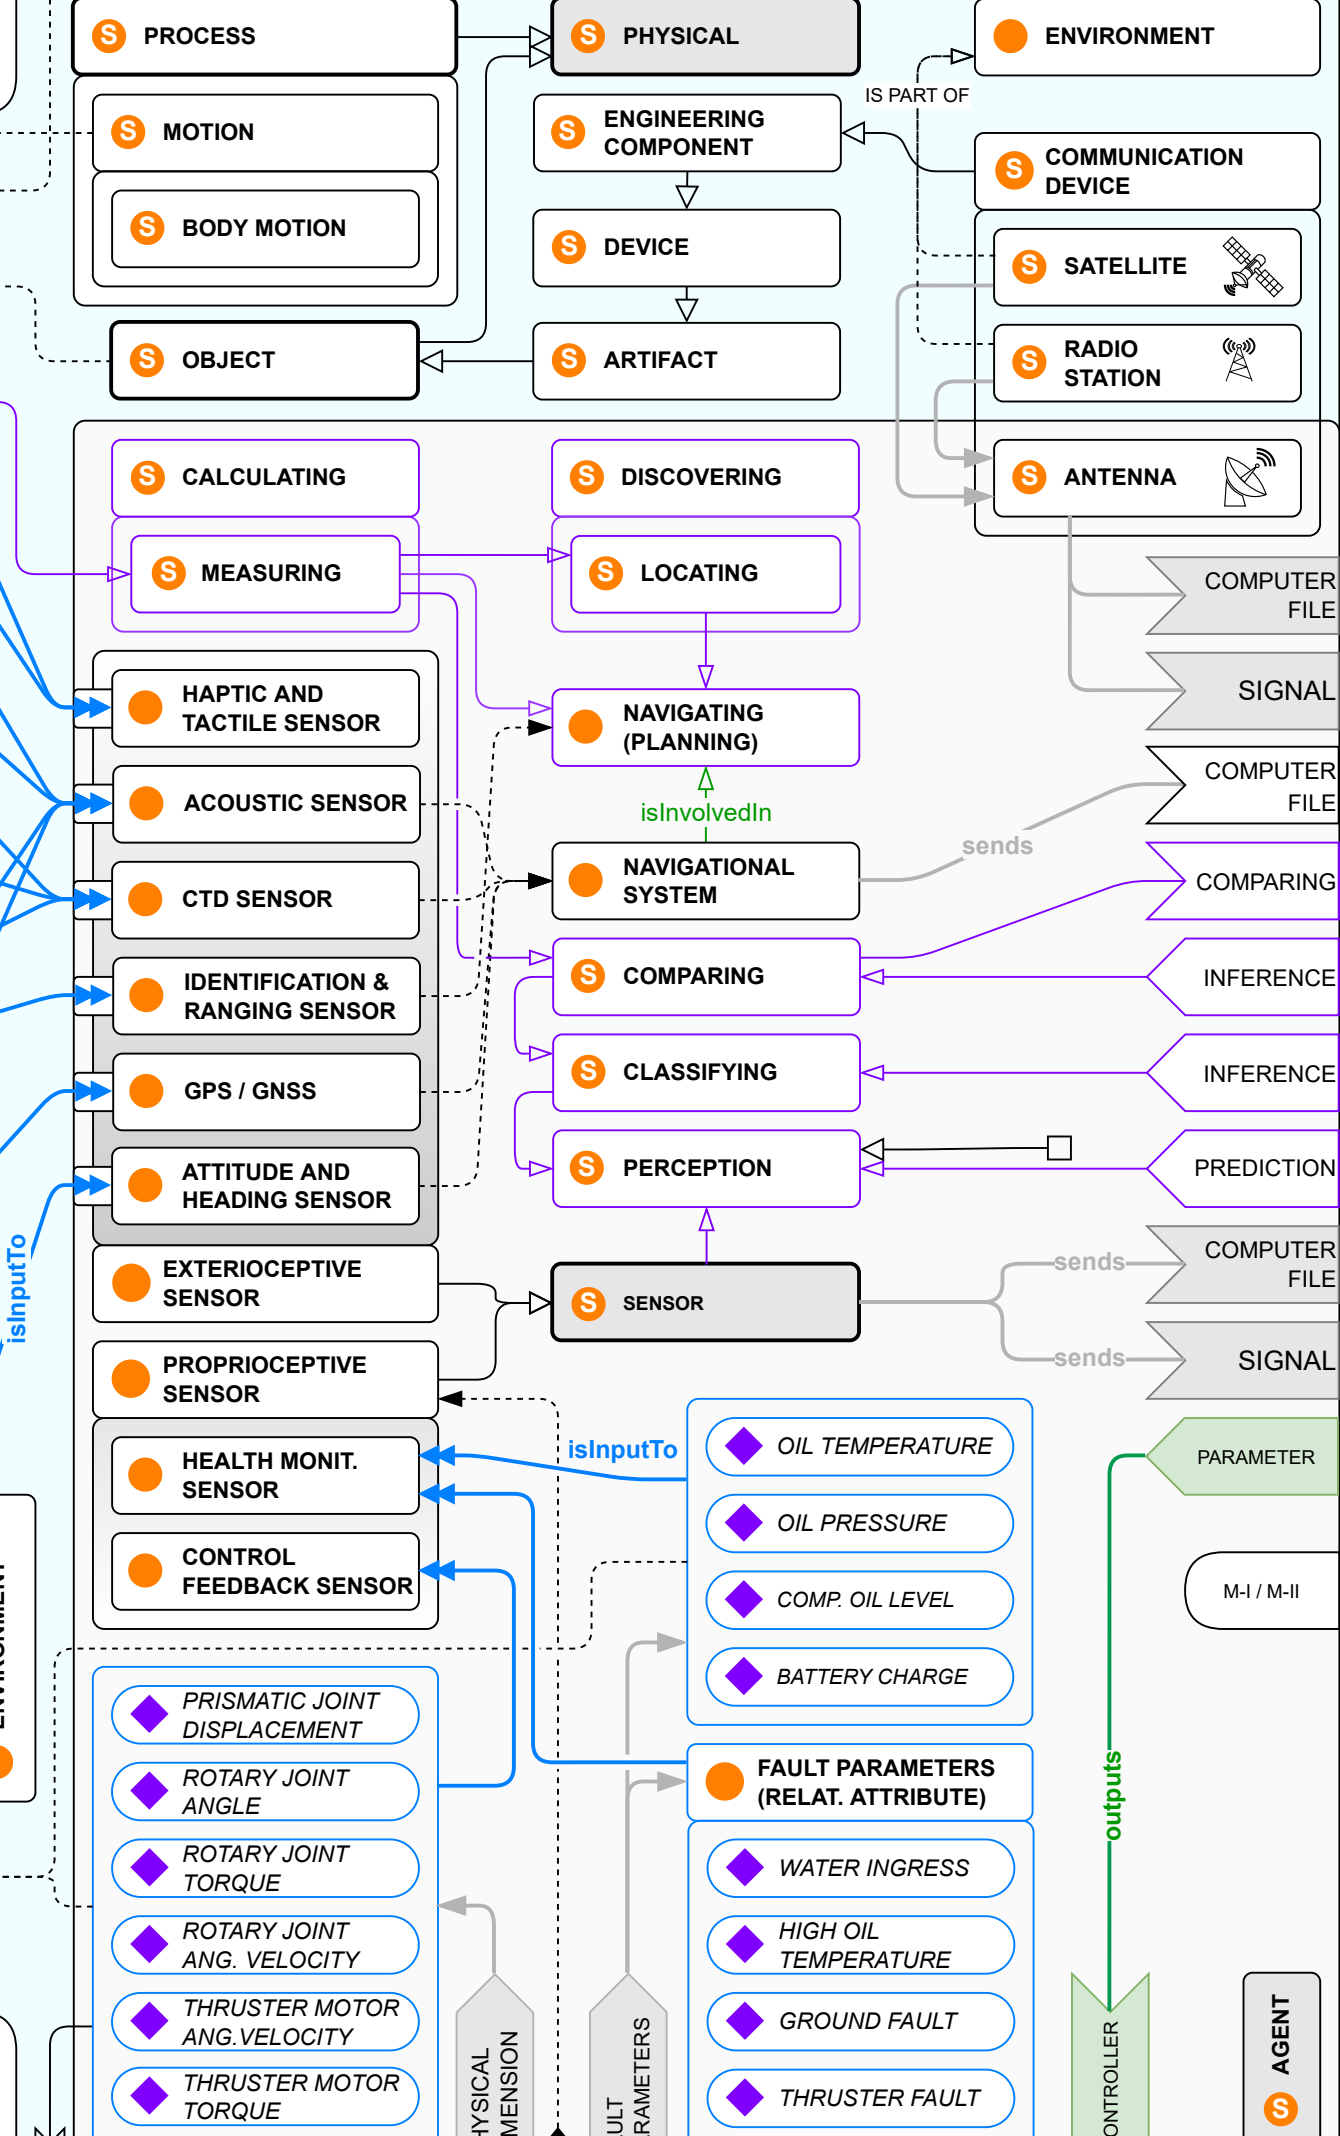 S PROCESS
S PHYSICAL
ENVIRONMENT
IS PART OF
S MOTION
S ENGINEERING
COMPONENT
S COMMUNICATION
DEVICE
S BODY MOTION
S DEVICE
S SATELLITE
S OBJECT
S ARTIFACT
S RADIO
STATION
S CALCULATING
S DISCOVERING
S ANTENNA
S MEASURING
S LOCATING
COMPUTER
FILE
HAPTIC AND
TACTILE SENSOR
SIGNAL
NAVIGATING
(PLANNING)
COMPUTER
FILE
ACOUSTIC SENSOR
isInvolvedIn
sends
CTD SENSOR
NAVIGATIONAL
SYSTEM
COMPARING
IDENTIFICATION &
RANGING SENSOR
S COMPARING
INFERENCE
GPS / GNSS
S CLASSIFYING
INFERENCE
ATTITUDE AND
HEADING SENSOR
S PERCEPTION
PREDICTION
isInputTo
EXTERIOCEPTIVE
SENSOR
S SENSOR
sends
COMPUTER
FILE
PROPRIOCEPTIVE
SENSOR
sends
SIGNAL
HEALTH MONIT.
SENSOR
isInputTo
OIL TEMPERATURE
PARAMETER
OIL PRESSURE
CONTROL
FEEDBACK SENSOR
COMP. OIL LEVEL
M-I / M-II
BATTERY CHARGE
PRISMATIC JOINT
DISPLACEMENT
ROTARY JOINT
ANGLE
FAULT PARAMETERS
(RELAT. ATTRIBUTE)
outputs
ROTARY JOINT
TORQUE
WATER INGRESS
ROTARY JOINT
ANG. VELOCITY
HIGH OIL
TEMPERATURE
THRUSTER MOTOR
ANG.VELOCITY
GROUND FAULT
THRUSTER MOTOR
TORQUE
THRUSTER FAULT
HYSICAL
MENSION
ULT
RAMETERS
ONTROLLER
S AGENT